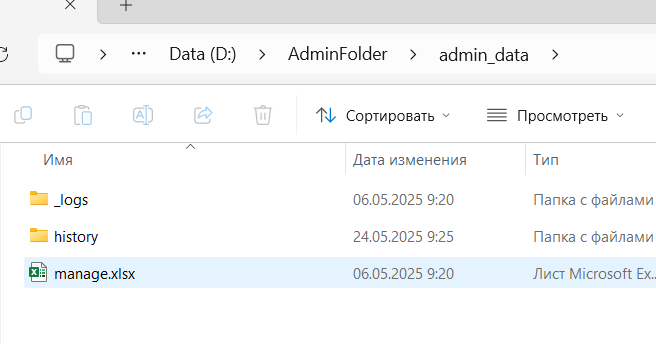 Data (D:) AdminFolder admin_data
Сортировать Просмотреть
Имя Дата изменения Тип
_logs 06.05.2025 9:20 Папка с файлами
history 24.05.2025 9:25 Папка с файлами
manage.xlsx 06.05.2025 9:20 Лист Microsoft Ex...